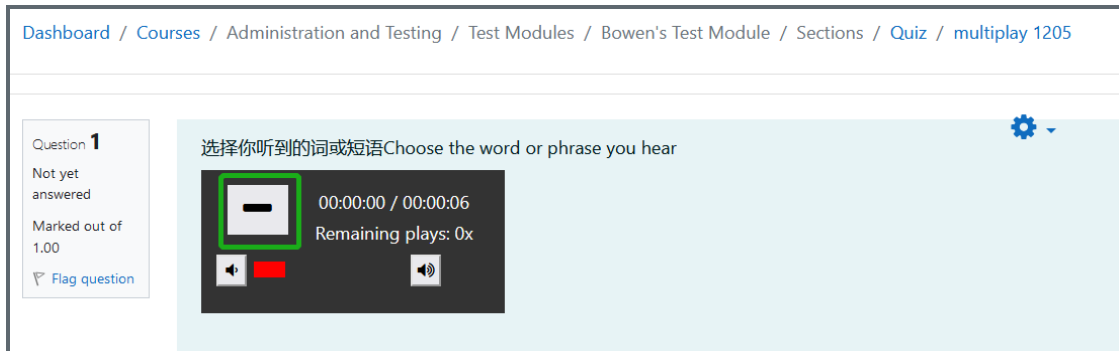 Dashboard / Courses / Administration and Testing / Test Modules / Bowen's Test Module / Sections / Quiz / multiplay 1205
Question 1
Not yet
answered
Marked out of
1.00
Flag question
选择你听到的词或短语Choose the word or phrase you hear
00:00:00 / 00:00:06
Remaining plays: 0x